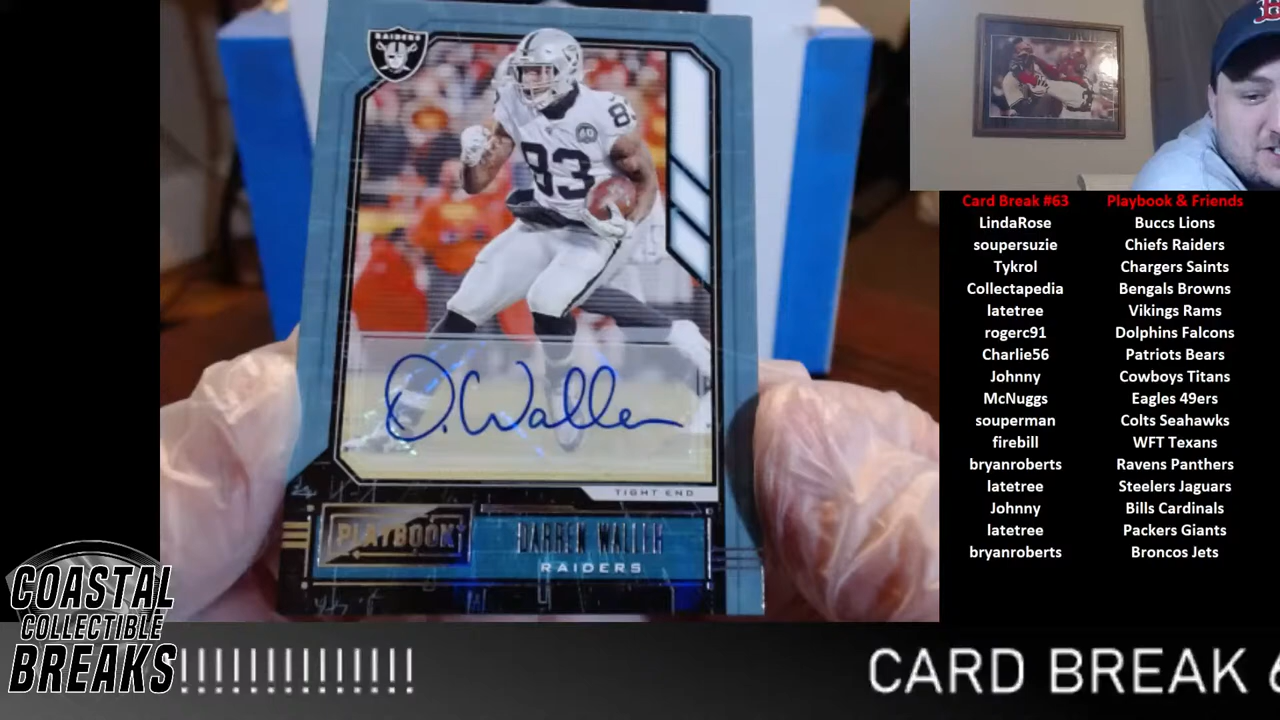 RAIDERS
83
83
60
D. Waller
TIGHT END
PLAYBOOK
DARREN WALLER
RAIDERS
B
Card Break #63 Playbook & Friends
LindaRose Buccs Lions
soupersuzie Chiefs Raiders
Tykrol Chargers Saints
Collectapedia Bengals Browns
latetree Vikings Rams
rogerc91 Dolphins Falcons
Charlie56 Patriots Bears
Johnny Cowboys Titans
McNuggs Eagles 49ers
souperman Colts Seahawks
firebill WFT Texans
bryanroberts Ravens Panthers
latetree Steelers Jaguars
Johnny Bills Cardinals
latetree Packers Giants
bryanroberts Broncos Jets
COASTAL
COLLECTIBLE
BREAKS
!!!!!!!!!!!!!!!!!! CARD BREAK 6